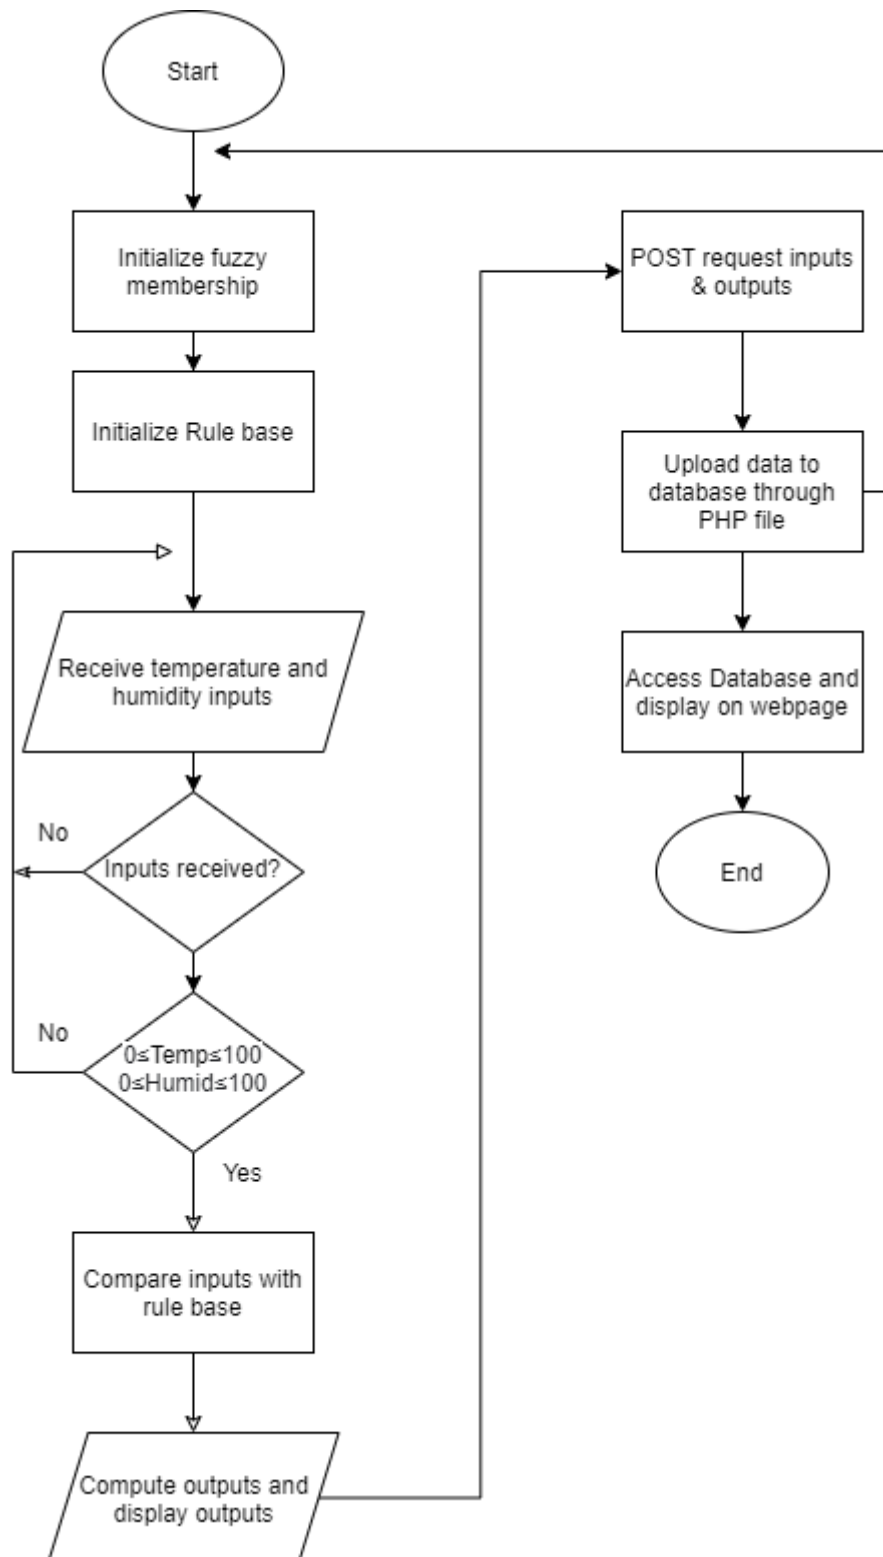 Start
Initialize fuzzy
membership
Initialize Rule base
Receive temperature and
humidity inputs
No
Inputs received?
No
0≤Temp≤100
0≤Humid≤100
Yes
Compare inputs with
rule base
Compute outputs and
display outputs
POST request inputs
& outputs
Upload data to
database through
PHP file
Access Database and
display on webpage
End